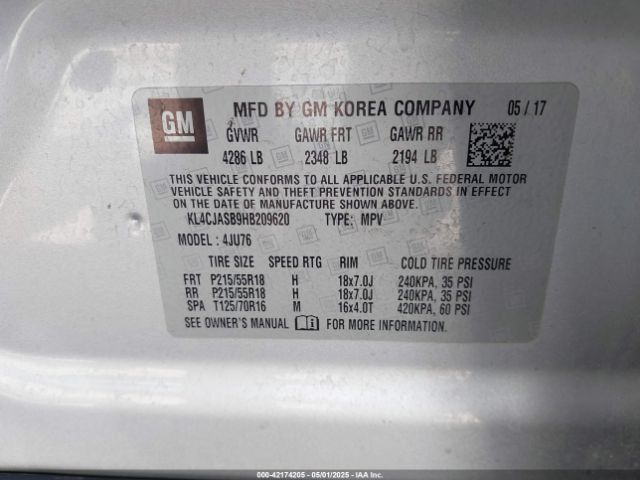 GM
MFD BY GM KOREA COMPANY 05 / 17
GVWR GAWR FRT GAWR RR
4286 LB 2348 LB 2194 LB
THIS VEHICLE CONFORMS TO ALL APPLICABLE U.S. FEDERAL MOTOR
VEHICLE SAFETY AND THEFT PREVENTION STANDARDS IN EFFECT
ON THE DATE OF MANUFACTURE SHOWN ABOVE.
KL4CJASB9HB209620 TYPE: MPV
MODEL : 4JU76
TIRE SIZE SPEED RTG RIM COLD TIRE PRESSURE
FRT P215/55R18 H 18x7.0J 240KPA, 35 PSI
RR P215/55R18 H 18x7.0J 240KPA, 35 PSI
SPA T125/70R16 M 16x4.0T 420KPA, 60 PSI
SEE OWNER'S MANUAL i FOR MORE INFORMATION.
000-42174205 - 05/01/2025 - IAA Inc.